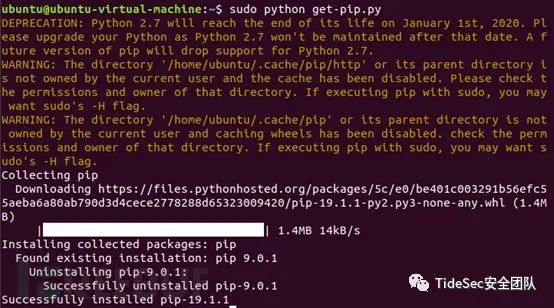 ubuntu@ubuntu-virtual-machine:~$ sudo python get-pip.py
DEPRECATION: Python 2.7 will reach the end of its life on January 1st, 2020. Pl
ease upgrade your Python as Python 2.7 won't be maintained after that date. A f
uture version of pip will drop support for Python 2.7.
WARNING: The directory '/home/ubuntu/.cache/pip/http' or its parent directory i
s not owned by the current user and the cache has been disabled. Please check t
he permissions and owner of that directory. If executing pip with sudo, you may
 want sudo's -H flag.
WARNING: The directory '/home/ubuntu/.cache/pip' or its parent directory is not
 owned by the current user and caching wheels has been disabled. check the perm
issions and owner of that directory. If executing pip with sudo, you may want s
udo's -H flag.
Collecting pip
  Downloading https://files.pythonhosted.org/packages/5c/e0/be401c003291b56efc5
5aeba6a80ab790d3d4cece2778288d65323009420/pip-19.1.1-py2.py3-none-any.whl (1.4M
B)
    |                                | 1.4MB 14kB/s
Installing collected packages: pip
  Found existing installation: pip 9.0.1
    Uninstalling pip-9.0.1:
      Successfully uninstalled pip-9.0.1
Successfully installed pip-19.1.1
TideSec安全团队